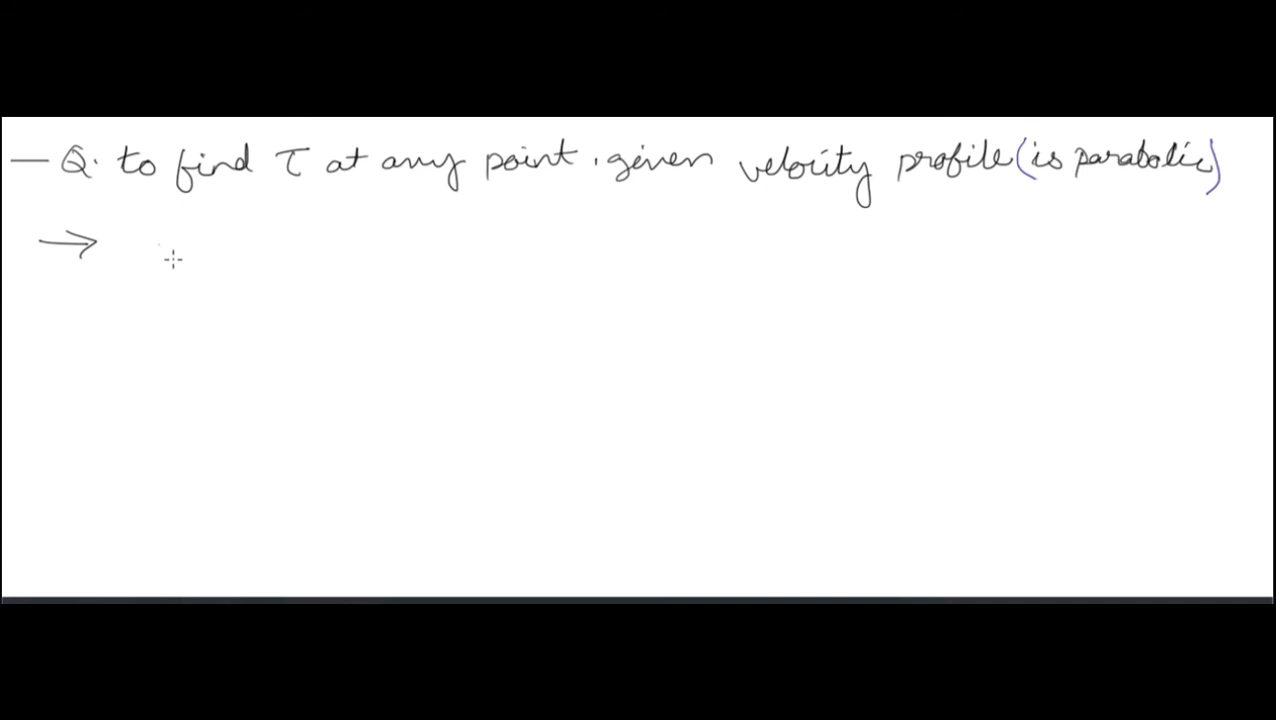 — Q. to find τ at any point, given velocity profile (is parabolic)
→